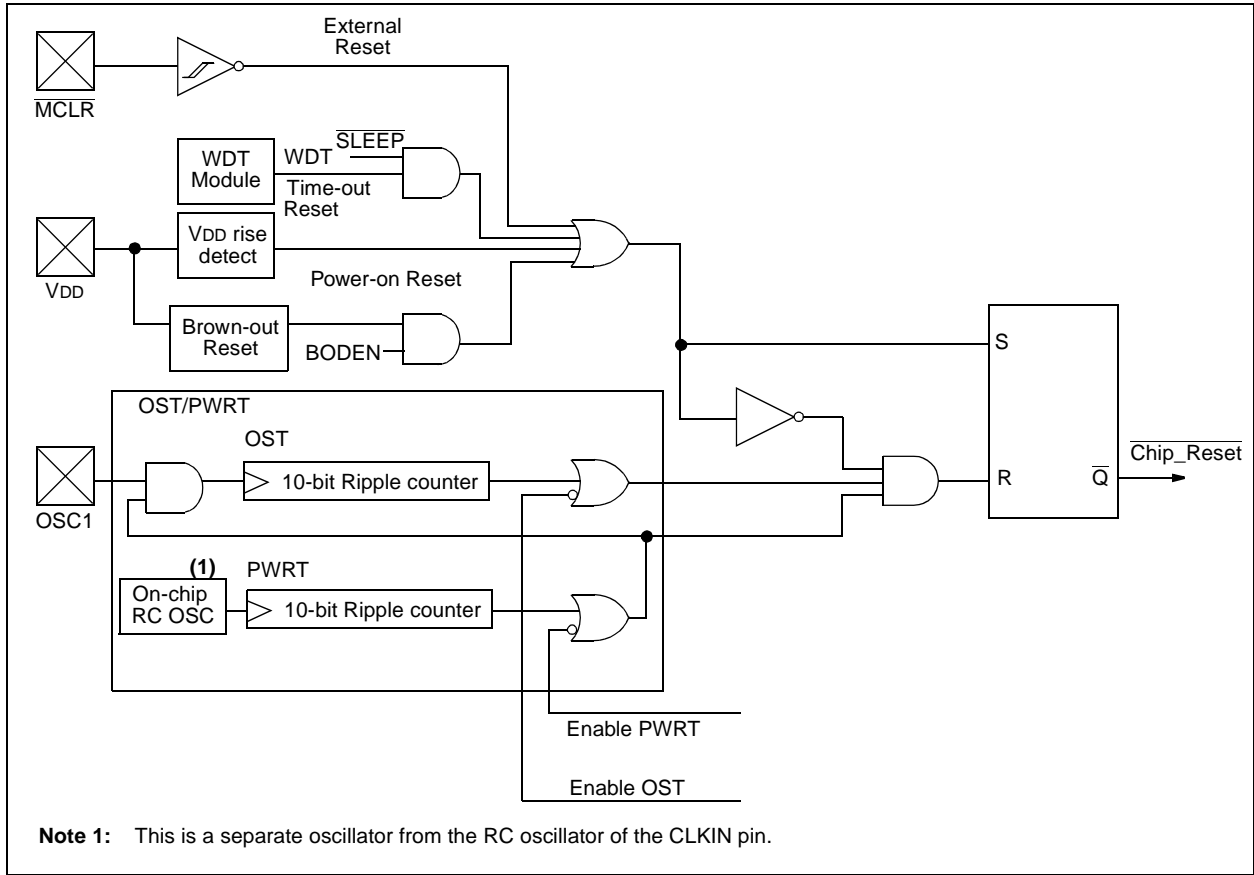 External
Reset
MCLR
SLEEP
WDT
Module
WDT
Time-out
Reset
VDD rise
detect
VDD
Power-on Reset
Brown-out
Reset
BODEN
S
OST/PWRT
OST
Chip_Reset
10-bit Ripple counter
R
Q
OSC1
(1)
PWRT
On-chip
RC OSC
10-bit Ripple counter
Enable PWRT
Enable OST
Note 1: This is a separate oscillator from the RC oscillator of the CLKIN pin.